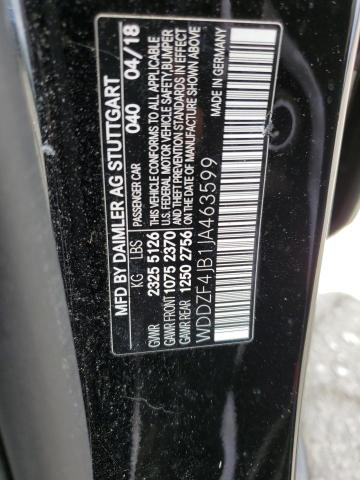 MFD BY DAIMLER AG STUTTGART
PASSENGER CAR 040 04/18
KG LBS
GVWR 2325 5126
GAWR FRONT 1075 2370
GAWR REAR 1250 2756
THIS VEHICLE CONFORMS TO ALL APPLICABLE
U.S. FEDERAL MOTOR VEHICLE SAFETY, BUMPER
AND THEFT PREVENTION STANDARDS IN EFFECT
ON THE DATE OF MANUFACTURE SHOWN ABOVE
MADE IN GERMANY
WDDZF4JB1JA463599